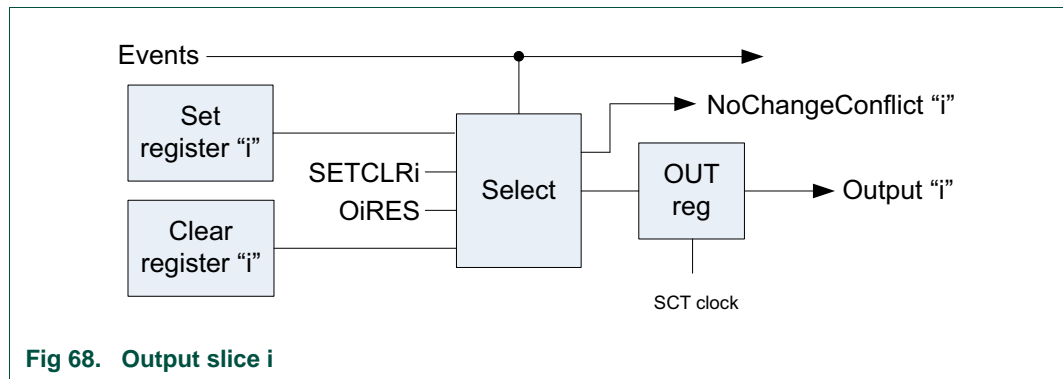 Events
Set
register “i”
NoChangeConflict “i”
SETCLRi
OiRES
Select
OUT
reg
Output “i”
Clear
register “i”
SCT clock
Fig 68. Output slice i